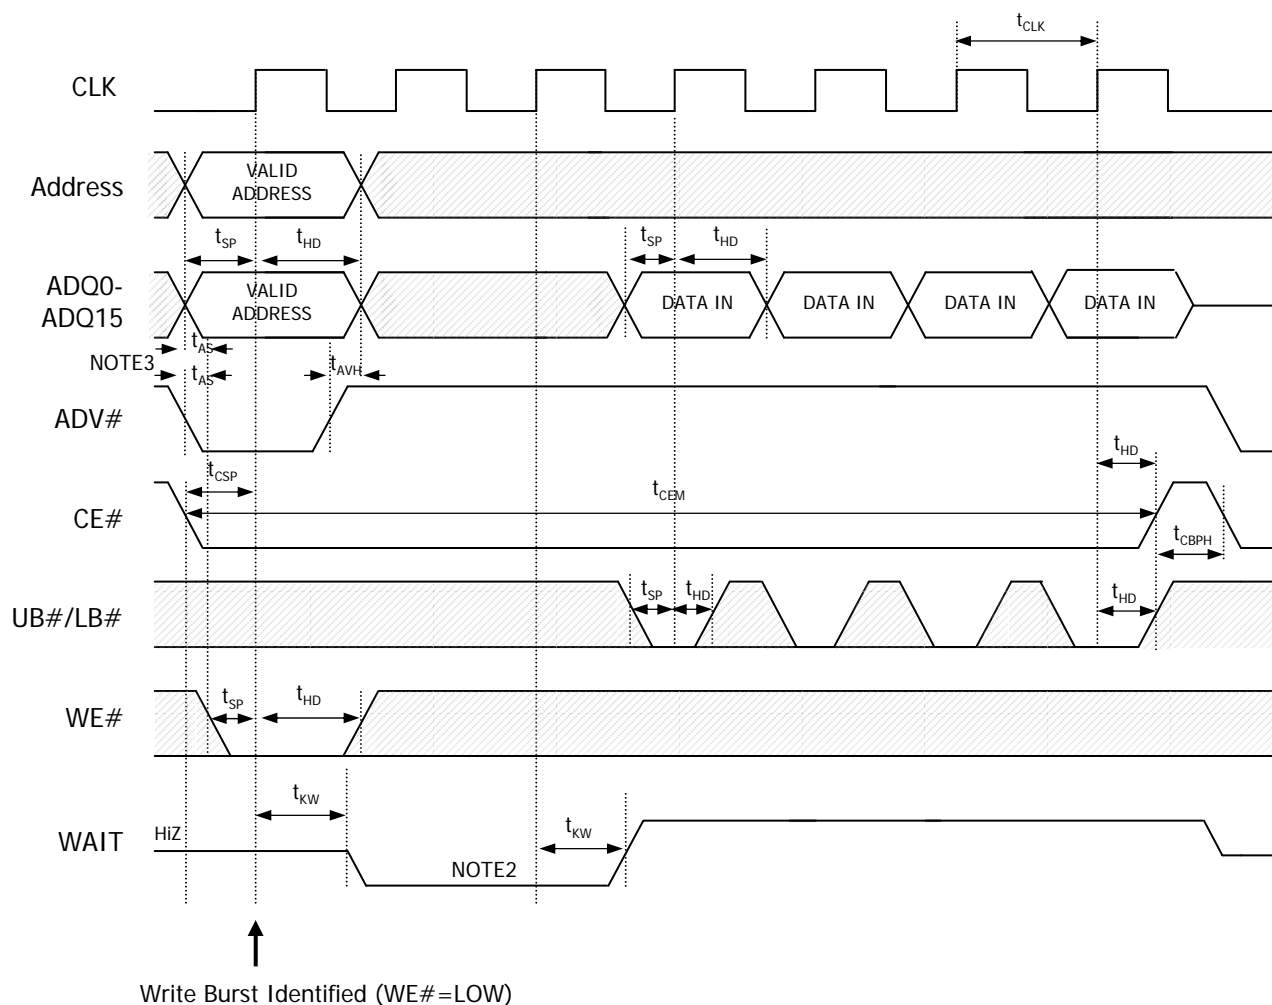 tCLK
CLK
VALID
ADDRESS
Address
tSP
tHD
tSP
tHD
ADQ0-
ADQ15
VALID
ADDRESS
DATA IN
DATA IN
DATA IN
DATA IN
NOTE3
tAS
tAS
tAVH
ADV#
tHD
tCSP
tCEM
CE#
tCBPH
UB#/LB#
tSP
tHD
tHD
WE#
tSP
tHD
tKW
HiZ
WAIT
tKW
NOTE2
Write Burst Identified (WE#=LOW)